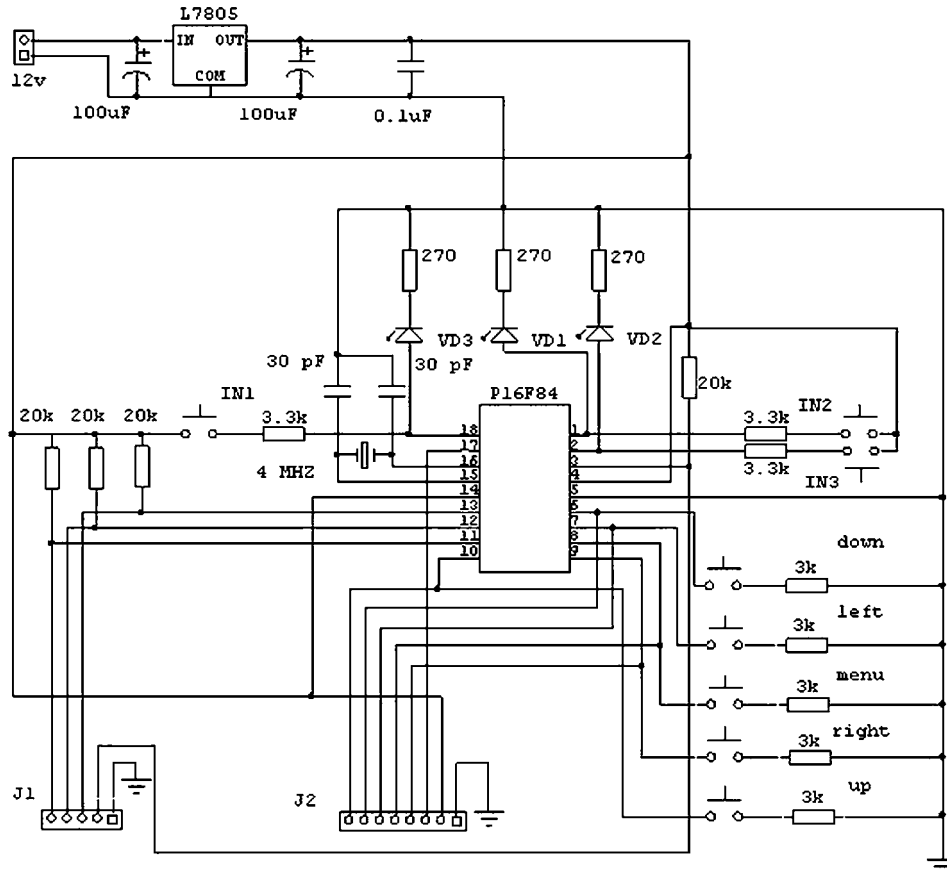 L7805
IN OUT
COM
12v
100uF
100uF
0.1uF
270
270
270
VD3
VD1
VD2
30 pF
30 pF
20k
P16F84
IN1
IN2
20k
20k
20k
3.3k
3.3k
3.3k
IN3
4 MHZ
18
17
16
15
14
13
12
11
10
1
2
3
4
5
6
7
8
9
down
3k
left
3k
menu
3k
right
3k
up
3k
J1
J2